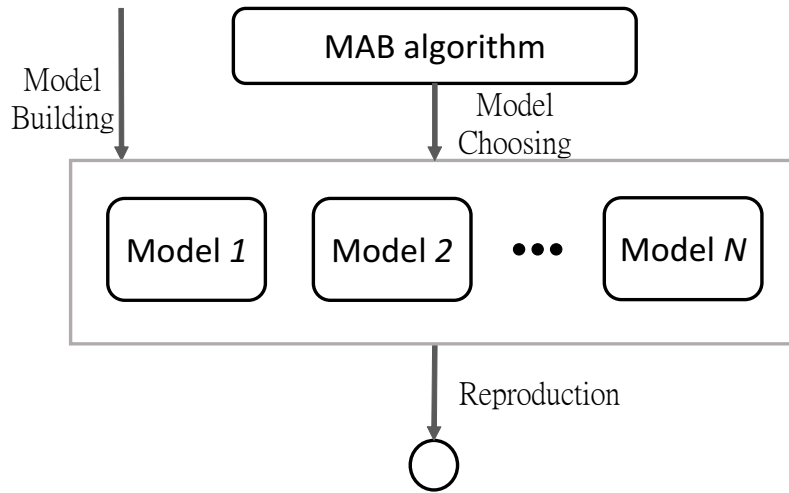 MAB algorithm
Model
Building
Model
Choosing
Model 1
Model 2
•••
Model N
Reproduction